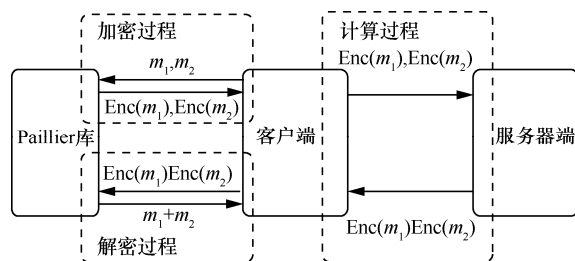 加密过程
计算过程
m₁,m₂
Enc(m₁),Enc(m₂)
Enc(m₁),Enc(m₂)
Paillier库
客户端
服务器端
Enc(m₁)Enc(m₂)
m₁+m₂
Enc(m₁)Enc(m₂)
解密过程